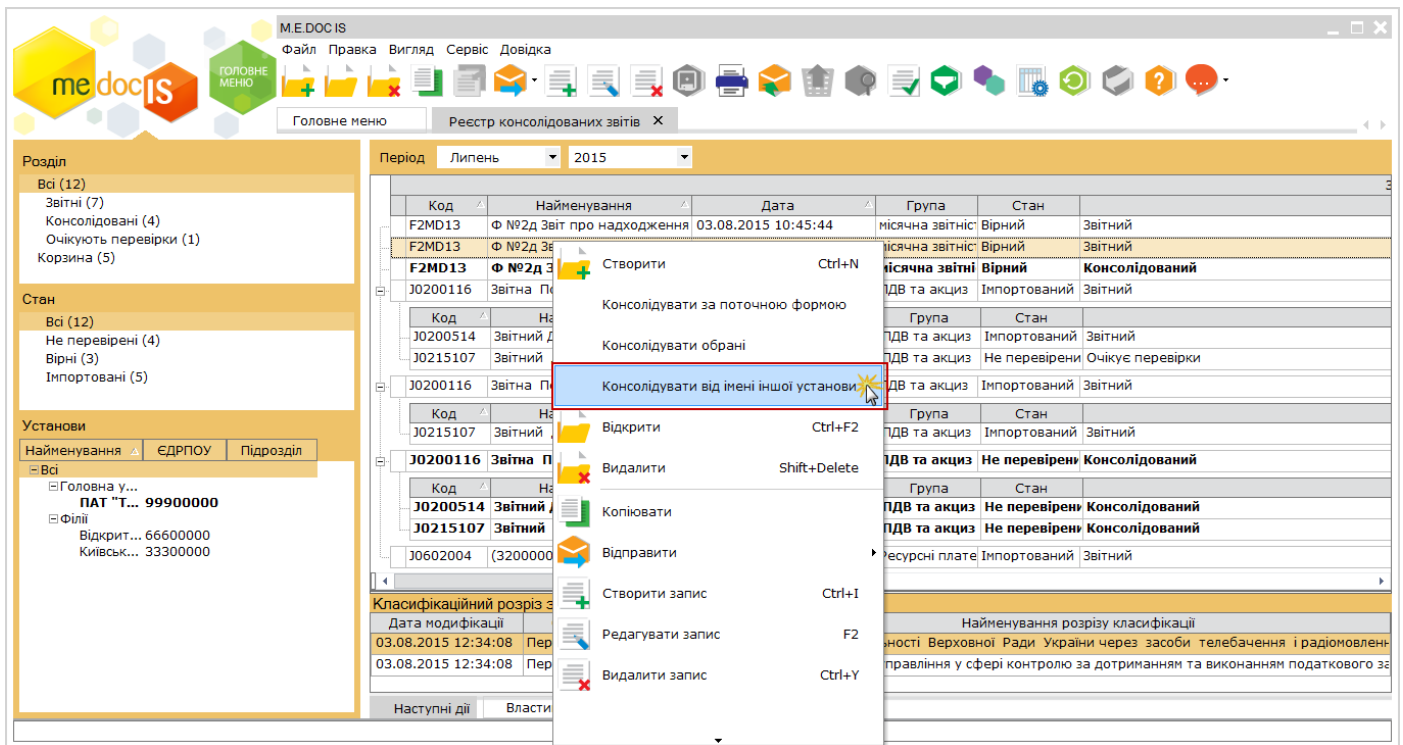 M.E.DOC IS
Файл Правка Вигляд Сервіс Довідка
me doc IS
ГОЛОВНЕ МЕНЮ
Головне меню
Реєстр консолідованих звітів
Розділ
Всі (12)
Звітні (7)
Консолідовані (4)
Очікують перевірки (1)
Корзина (5)
Стан
Всі (12)
Не перевірені (4)
Вірні (3)
Імпортовані (5)
Установи
Найменування ЄДРПОУ Підрозділ
Всі
Головна у...
ПАТ "Т... 99900000
Філії
Відкрит... 66600000
Київськ... 33300000
Період Липень 2015
Код Найменування Дата Група Стан
F2MD13 Ф №2д Звіт про надходження 03.08.2015 10:45:44 місячна звітніст Вірний Звітний
F2MD13 Ф №2д Зв місячна звітніст Вірний Звітний
F2MD13 Ф №2д З місячна звітні Вірний Консолідований
J0200116 Звітна По ПДВ та акциз Імпортований Звітний
Код На Група Стан
J0200514 Звітний Д ПДВ та акциз Імпортований Звітний
J0215107 Звітний ПДВ та акциз Не перевірени Очікує перевірки
J0200116 Звітна По ПДВ та акциз Імпортований Звітний
Код На Група Стан
J0215107 Звітний ПДВ та акциз Імпортований Звітний
J0200116 Звітна П ПДВ та акциз Не перевірени Консолідований
Код На Група Стан
J0200514 Звітний ПДВ та акциз Не перевірени Консолідований
J0215107 Звітний ПДВ та акциз Не перевірени Консолідований
J0602004 (3200000 Ресурсні плате Імпортований Звітний
Створити Ctrl+N
Консолідувати за поточною формою
Консолідувати обрані
Консолідувати від імені іншої установи
Відкрити Ctrl+F2
Видалити Shift+Delete
Копіювати
Відправити
Створити запис Ctrl+I
Редагувати запис F2
Видалити запис Ctrl+Y
Класифікаційний розріз з
Дата модифікації Найменування розрізу класифікації
03.08.2015 12:34:08 Пер ьності Верховної Ради України через засоби телебачення і радіомовленн
03.08.2015 12:34:08 Пер правління у сфері контролю за дотриманням та виконанням податкового за
Наступні дії Власти